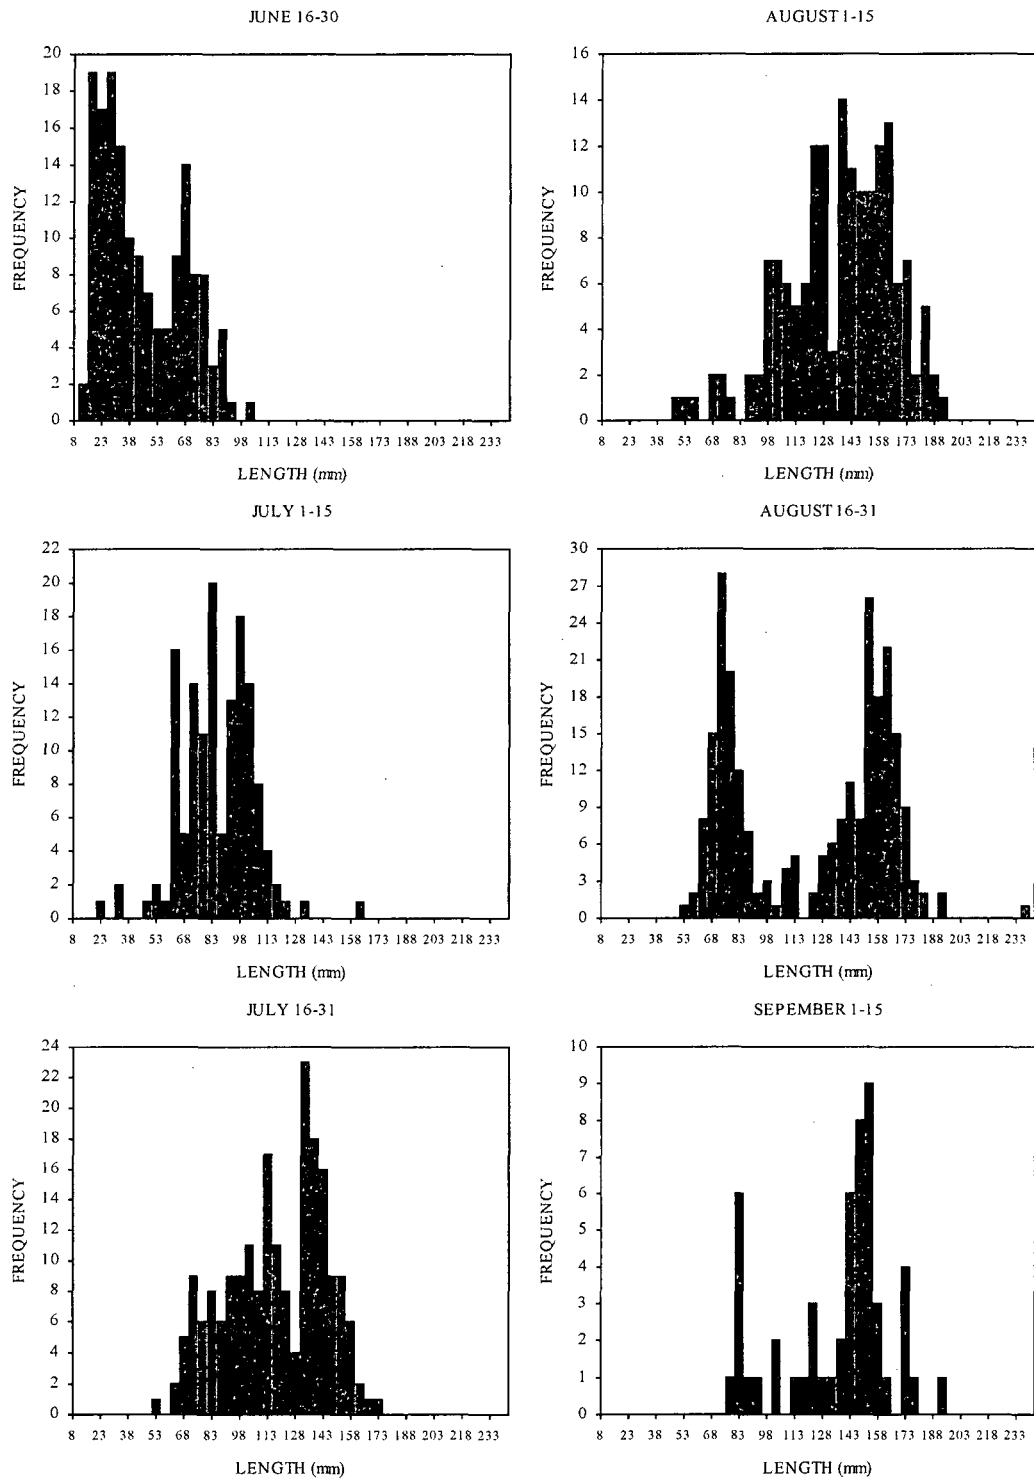 JUNE 16-30
20
18
16
14
12
10
8
6
4
2
0
FREQUENCY
8 23 38 53 68 83 98 113 128 143 158 173 188 203 218 233
LENGTH (mm)
AUGUST 1-15
16
14
12
10
8
6
4
2
0
FREQUENCY
8 23 38 53 68 83 98 113 128 143 158 173 188 203 218 233
LENGTH (mm)
JULY 1-15
22
20
18
16
14
12
10
8
6
4
2
0
FREQUENCY
8 23 38 53 68 83 98 113 128 143 158 173 188 203 218 233
LENGTH (mm)
AUGUST 16-31
30
27
24
21
18
15
12
9
6
3
0
FREQUENCY
8 23 38 53 68 83 98 113 128 143 158 173 188 203 218 233
LENGTH (mm)
JULY 16-31
24
22
20
18
16
14
12
10
8
6
4
2
0
FREQUENCY
8 23 38 53 68 83 98 113 128 143 158 173 188 203 218 233
LENGTH (mm)
SEPEMBER 1-15
10
9
8
7
6
5
4
3
2
1
0
FREQUENCY
8 23 38 53 68 83 98 113 128 143 158 173 188 203 218 233
LENGTH (mm)